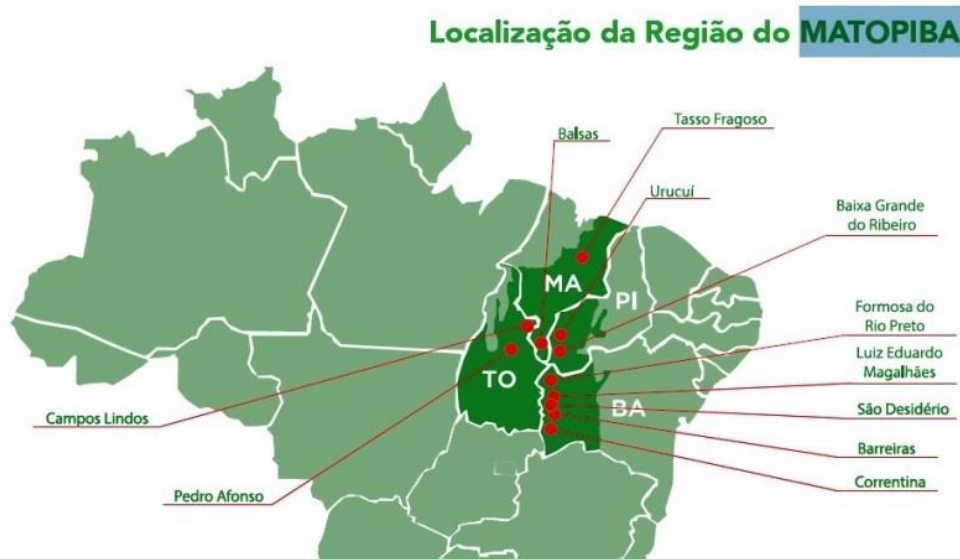 Localização da Região do MATOPIBA
Tasso Fragoso
Balsas
Urucuí
Baixa Grande
do Ribeiro
MA
PI
Formosa do
Rio Preto
Luiz Eduardo
Magalhães
TO
BA
São Desidério
Campos Lindos
Barreiras
Correntina
Pedro Afonso